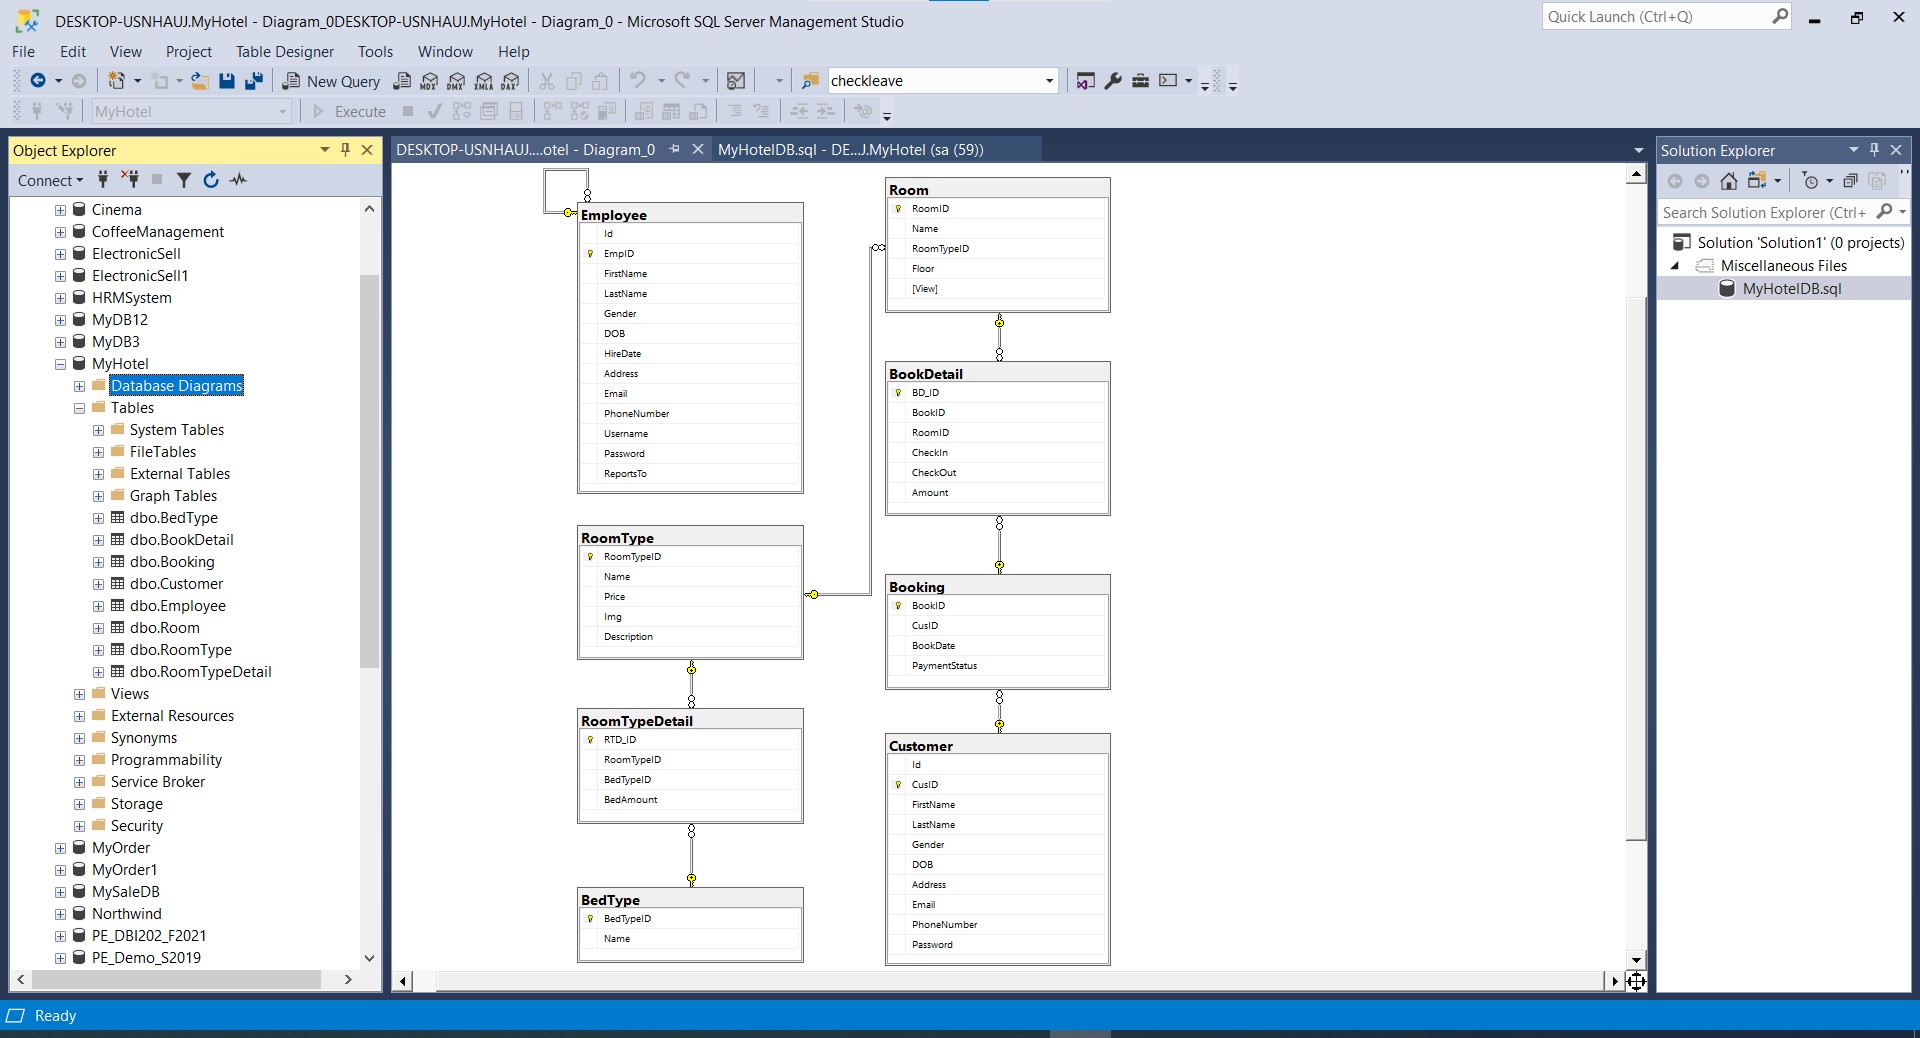 DESKTOP-USNHAUJ.MyHotel - Diagram_0DESKTOP-USNHAUJ.MyHotel - Diagram_0 - Microsoft SQL Server Management Studio
Quick Launch (Ctrl+Q)
File Edit View Project Table Designer Tools Window Help
New Query MDX DMX XMLA DAX checkleave
MyHotel Execute
Object Explorer
Connect
Cinema
CoffeeManagement
ElectronicSell
ElectronicSell1
HRMSystem
MyDB12
MyDB3
MyHotel
Database Diagrams
Tables
System Tables
FileTables
External Tables
Graph Tables
dbo.BedType
dbo.BookDetail
dbo.Booking
dbo.Customer
dbo.Employee
dbo.Room
dbo.RoomType
dbo.RoomTypeDetail
Views
External Resources
Synonyms
Programmability
Service Broker
Storage
Security
MyOrder
MyOrder1
MySaleDB
Northwind
PE_DBI202_F2021
PE_Demo_S2019
DESKTOP-USNHAUJ....otel - Diagram_0
MyHotelDB.sql - DE...J.MyHotel (sa (59))
Employee
Id
EmpID
FirstName
LastName
Gender
DOB
HireDate
Address
Email
PhoneNumber
Username
Password
ReportsTo
RoomType
RoomTypeID
Name
Price
Img
Description
RoomTypeDetail
RTD_ID
RoomTypeID
BedTypeID
BedAmount
BedType
BedTypeID
Name
Room
RoomID
Name
RoomTypeID
Floor
[View]
BookDetail
BD_ID
BookID
RoomID
CheckIn
CheckOut
Amount
Booking
BookID
CusID
BookDate
PaymentStatus
Customer
Id
CusID
FirstName
LastName
Gender
DOB
Address
Email
PhoneNumber
Password
Solution Explorer
Search Solution Explorer (Ctrl+
Solution 'Solution1' (0 projects)
Miscellaneous Files
MyHotelDB.sql
Ready